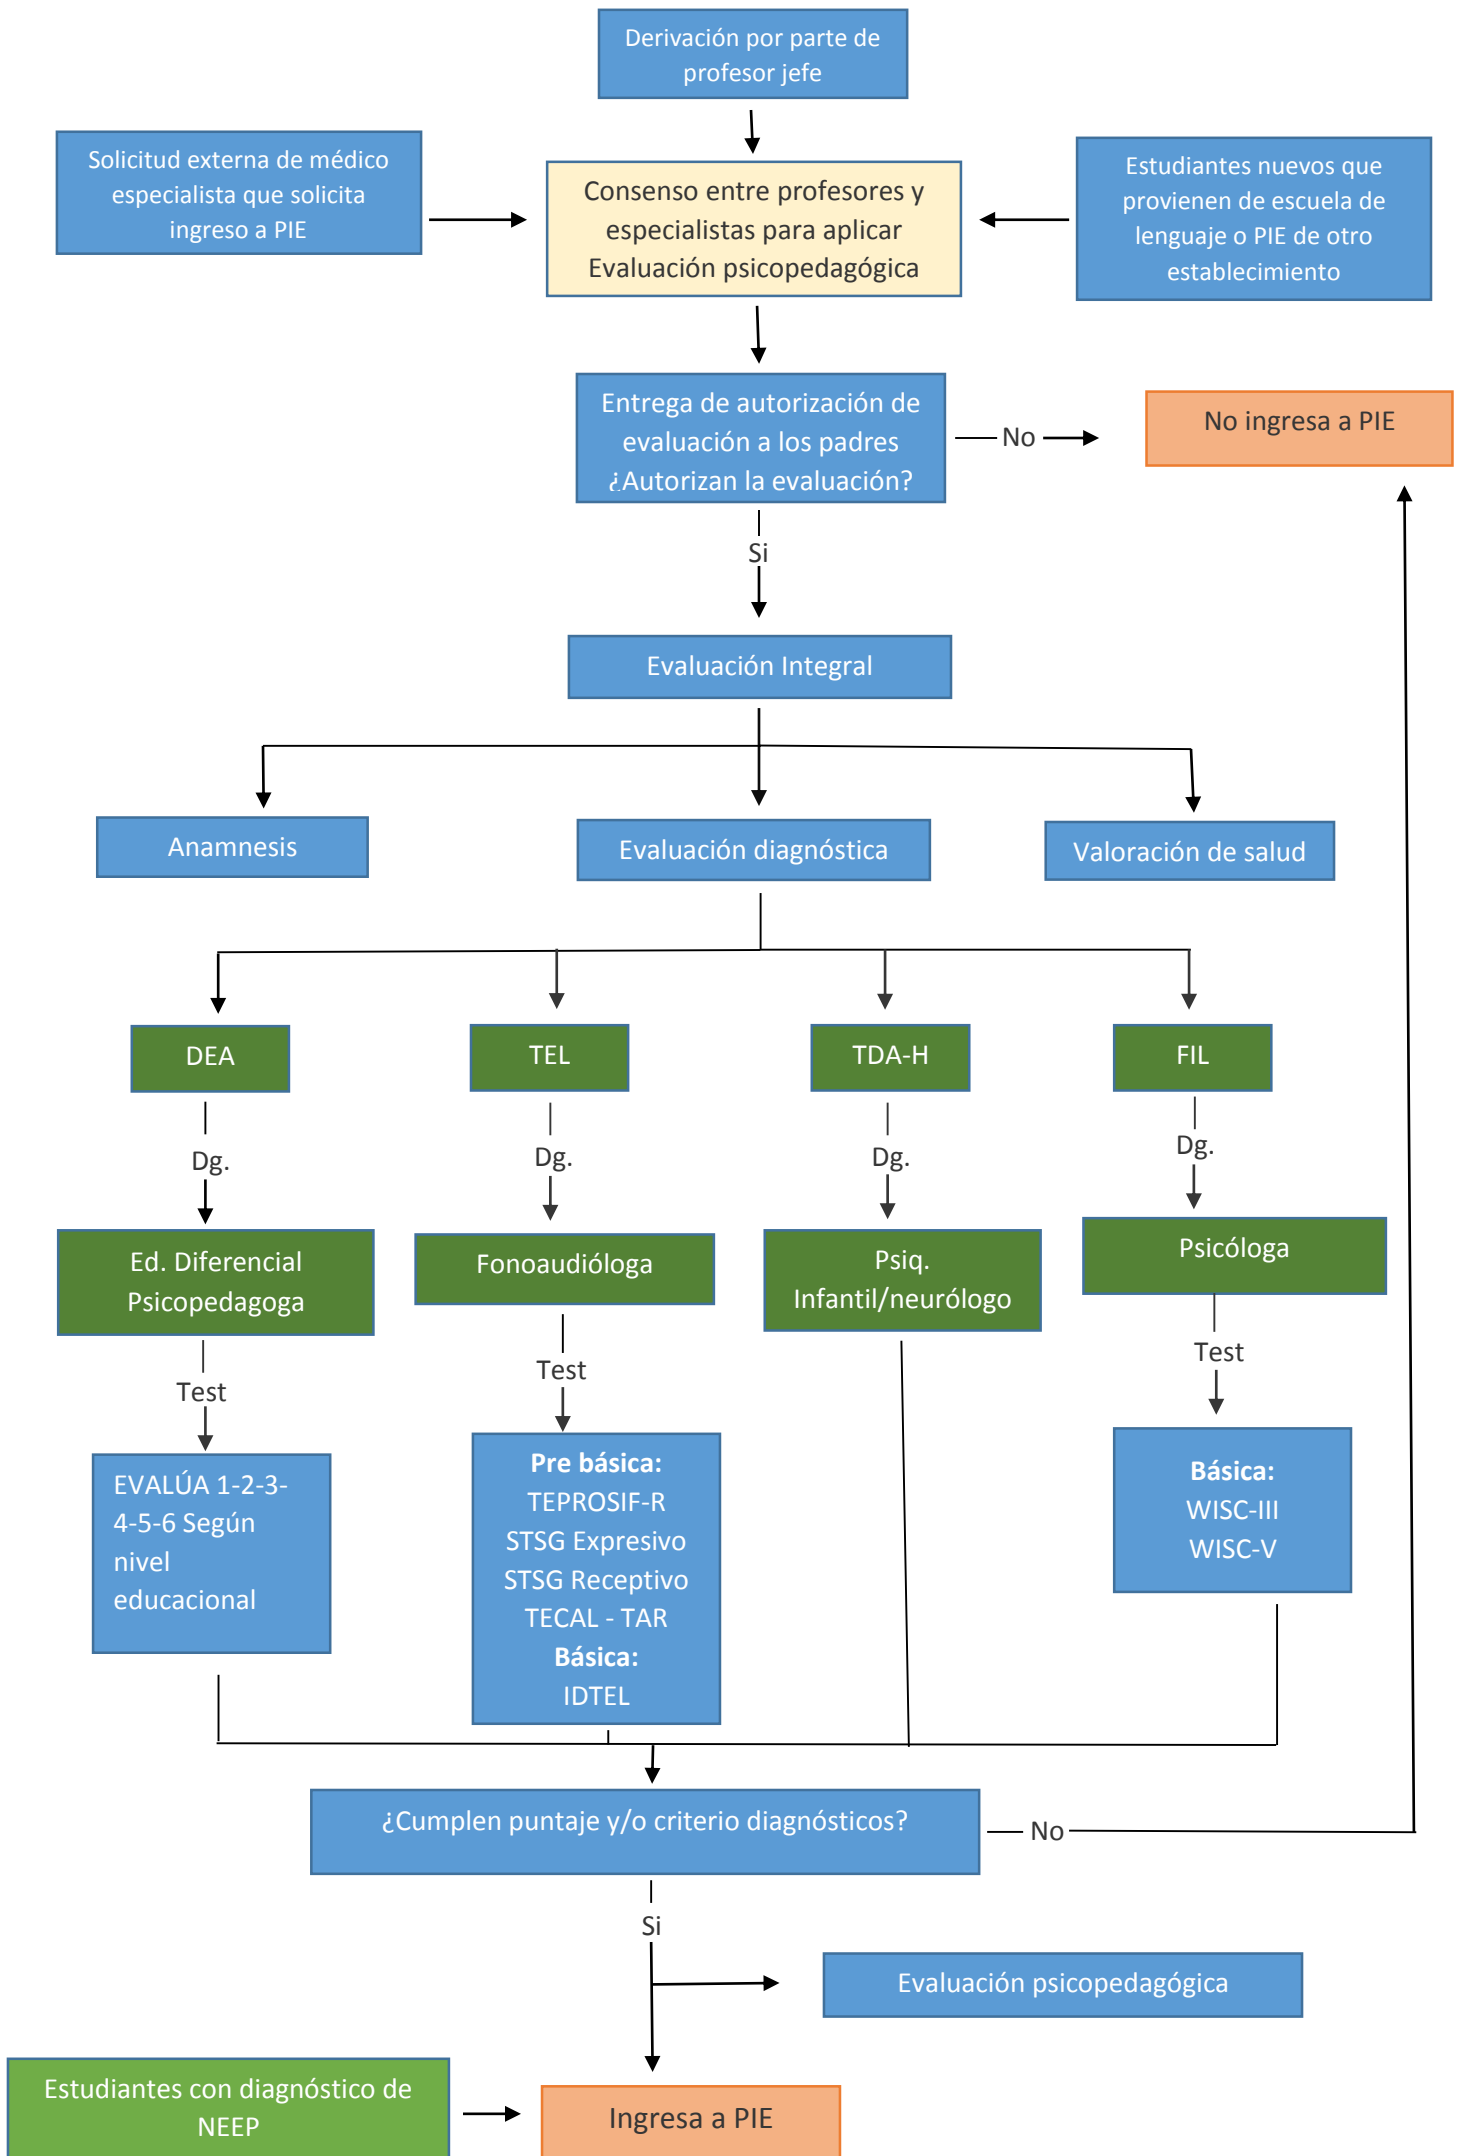 Derivación por parte de
profesor jefe
Solicitud externa de médico
especialista que solicita
ingreso a PIE
Consenso entre profesores y
especialistas para aplicar
Evaluación psicopedagógica
Estudiantes nuevos que
provienen de escuela de
lenguaje o PIE de otro
establecimiento
Entrega de autorización de
evaluación a los padres
¿Autorizan la evaluación?
No
No ingresa a PIE
Si
Evaluación Integral
Anamnesis
Evaluación diagnóstica
Valoración de salud
DEA
TEL
TDA-H
FIL
Dg.
Dg.
Dg.
Dg.
Ed. Diferencial
Psicopedagoga
Fonoaudióloga
Psiq.
Infantil/neurólogo
Psicóloga
Test
Test
Test
EVALÚA 1-2-3-
4-5-6 Según
nivel
educacional
Pre básica:
TEPROSIF-R
STSG Expresivo
STSG Receptivo
TECAL - TAR
Básica:
IDTEL
Básica:
WISC-III
WISC-V
¿Cumplen puntaje y/o criterio diagnósticos?
No
Si
Evaluación psicopedagógica
Estudiantes con diagnóstico de
NEEP
Ingresa a PIE